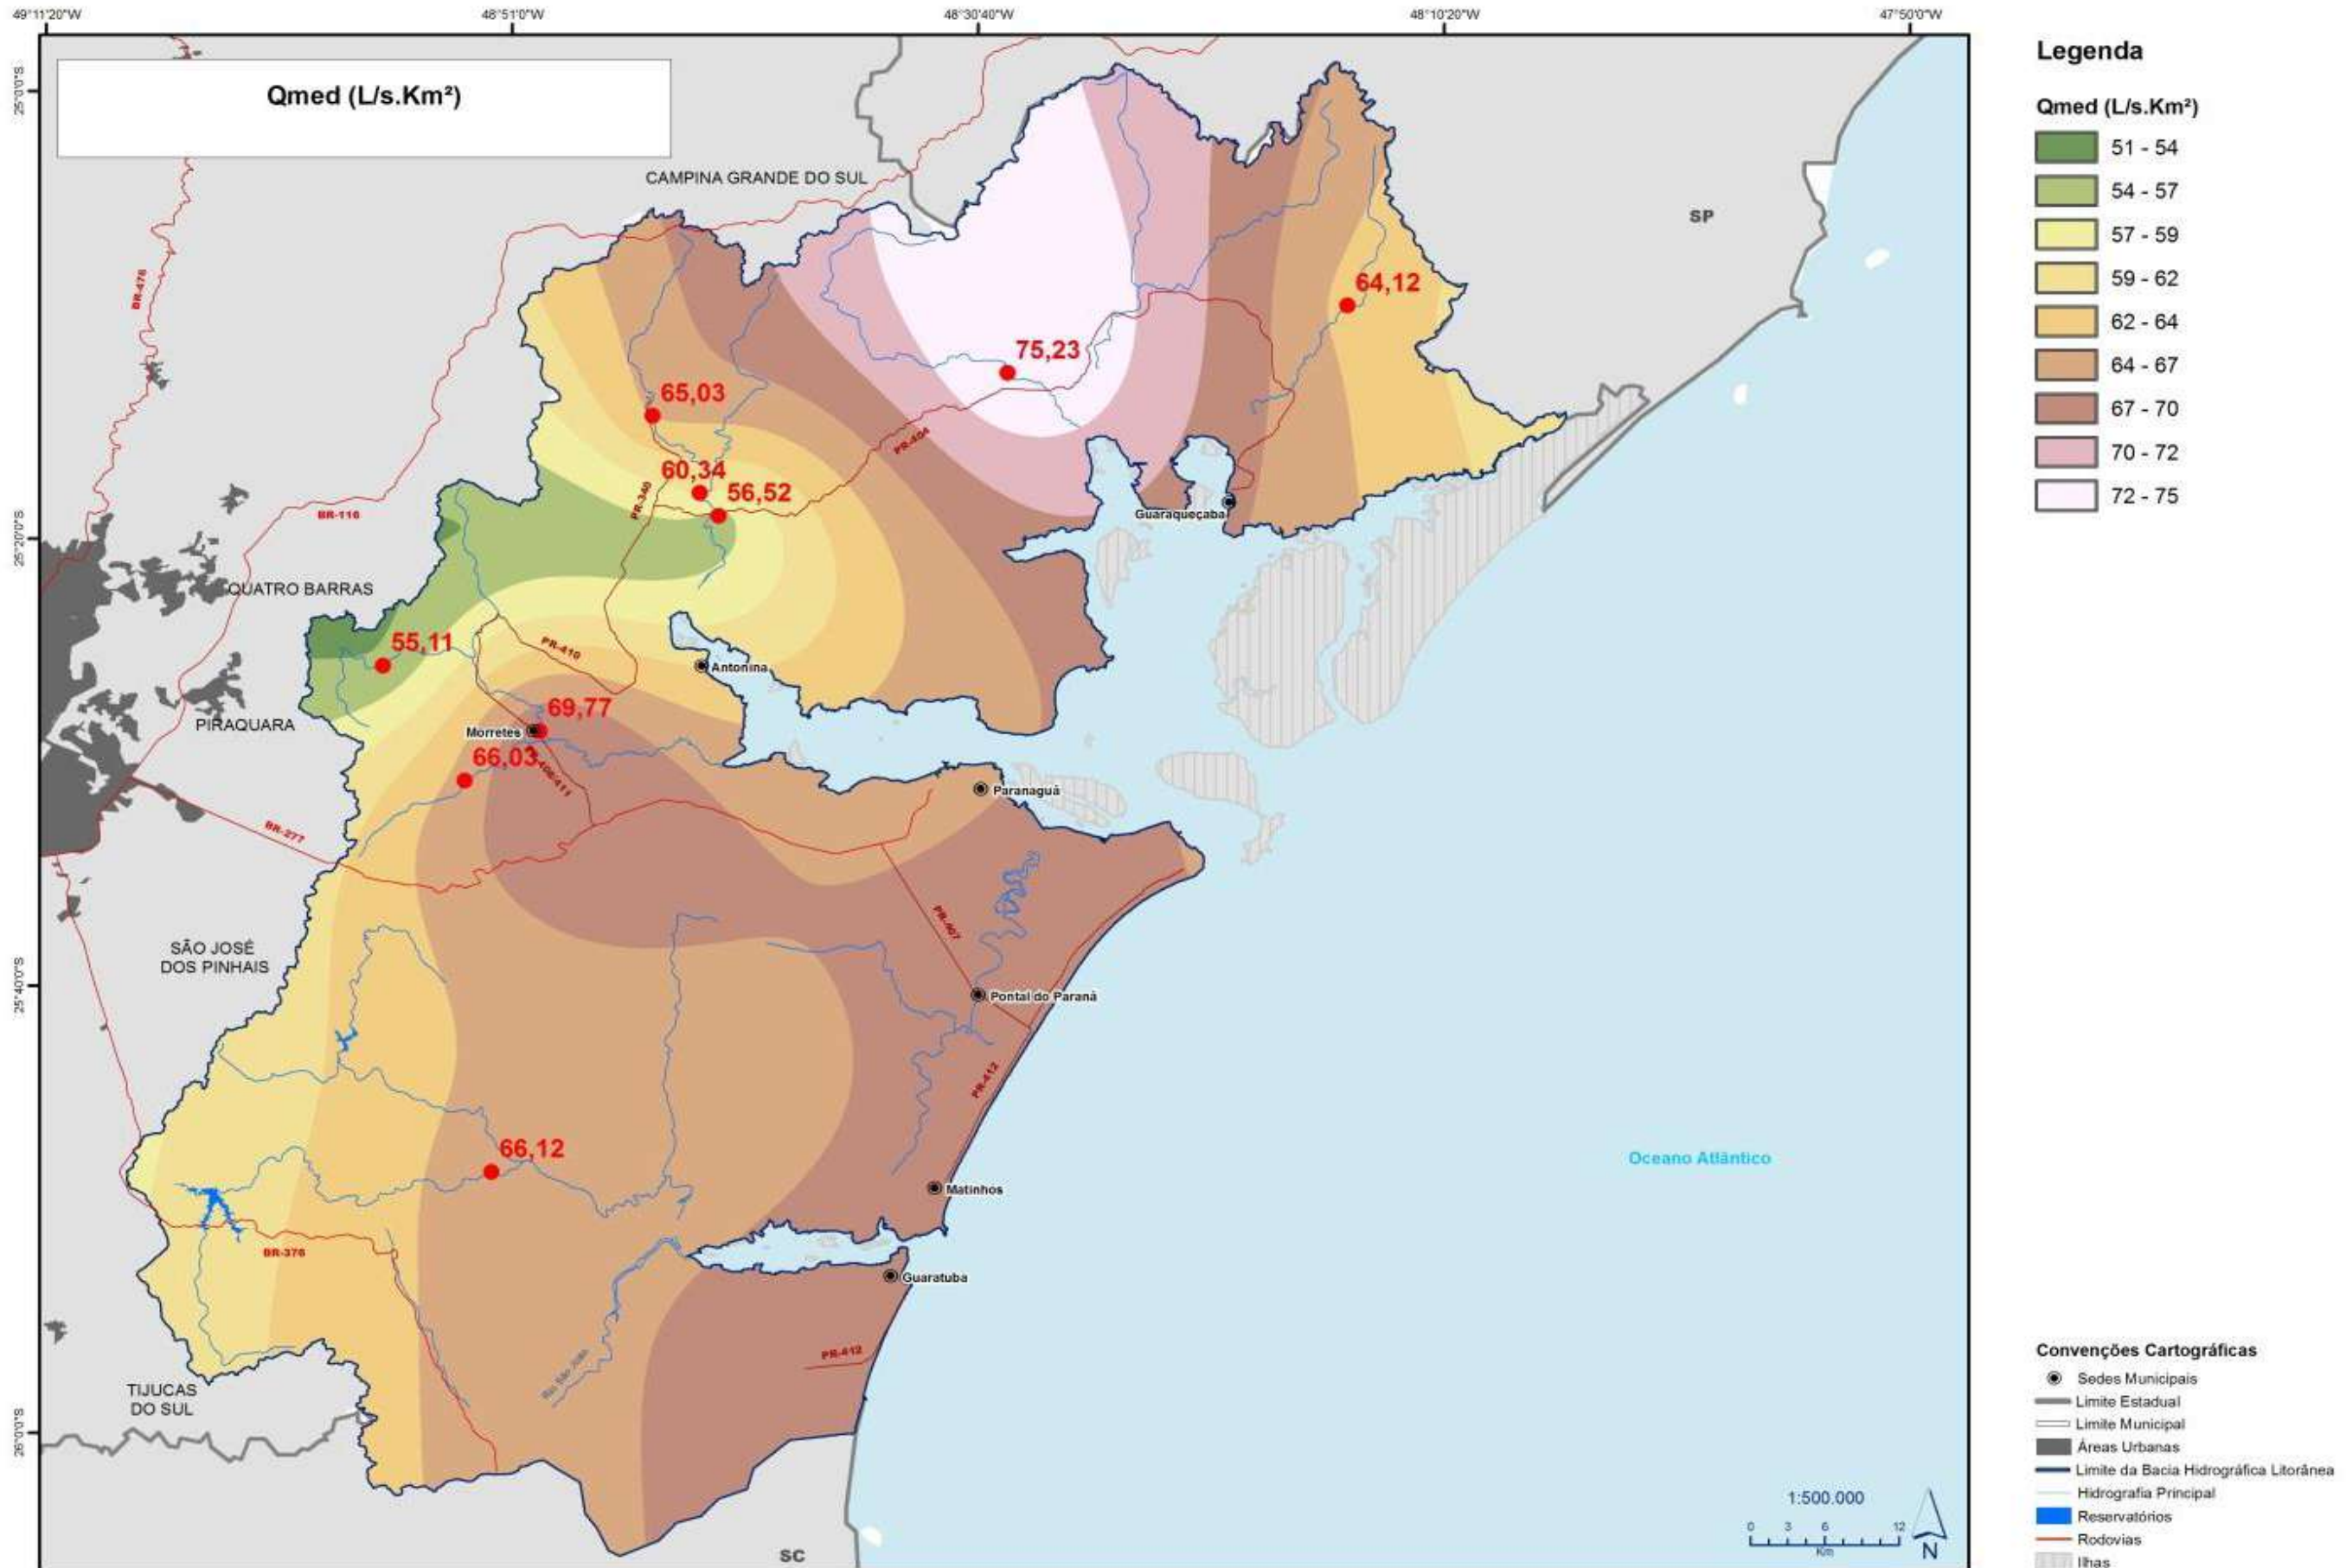 49°11'20"W
48°51'0"W
48°30'40"W
48°10'20"W
47°50'0"W
25°0'0"S
25°20'0"S
25°40'0"S
26°0'0"S
Qmed (L/s.Km²)
CAMPINA GRANDE DO SUL
SP
BR-476
64,12
75,23
65,03
PR-404
60,34
56,52
PR-340
Guaraqueçaba
BR-116
QUATRO BARRAS
55,11
PR-410
Antonina
PIRAQUARA
69,77
Morretes
66,03
Paranaguá
BR-277
PR-407
SÃO JOSÉ
DOS PINHAIS
Pontal do Paraná
PR-412
66,12
Oceano Atlântico
Matinhos
BR-376
Guaratuba
PR-412
Rio São João
TIJUCAS
DO SUL
SC
1:500.000
0 3 6 12
Km
N
Legenda
Qmed (L/s.Km²)
51 - 54
54 - 57
57 - 59
59 - 62
62 - 64
64 - 67
67 - 70
70 - 72
72 - 75
Convenções Cartográficas
Sedes Municipais
Limite Estadual
Limite Municipal
Áreas Urbanas
Limite da Bacia Hidrográfica Litorânea
Hidrografia Principal
Reservatórios
Rodovias
Ilhas